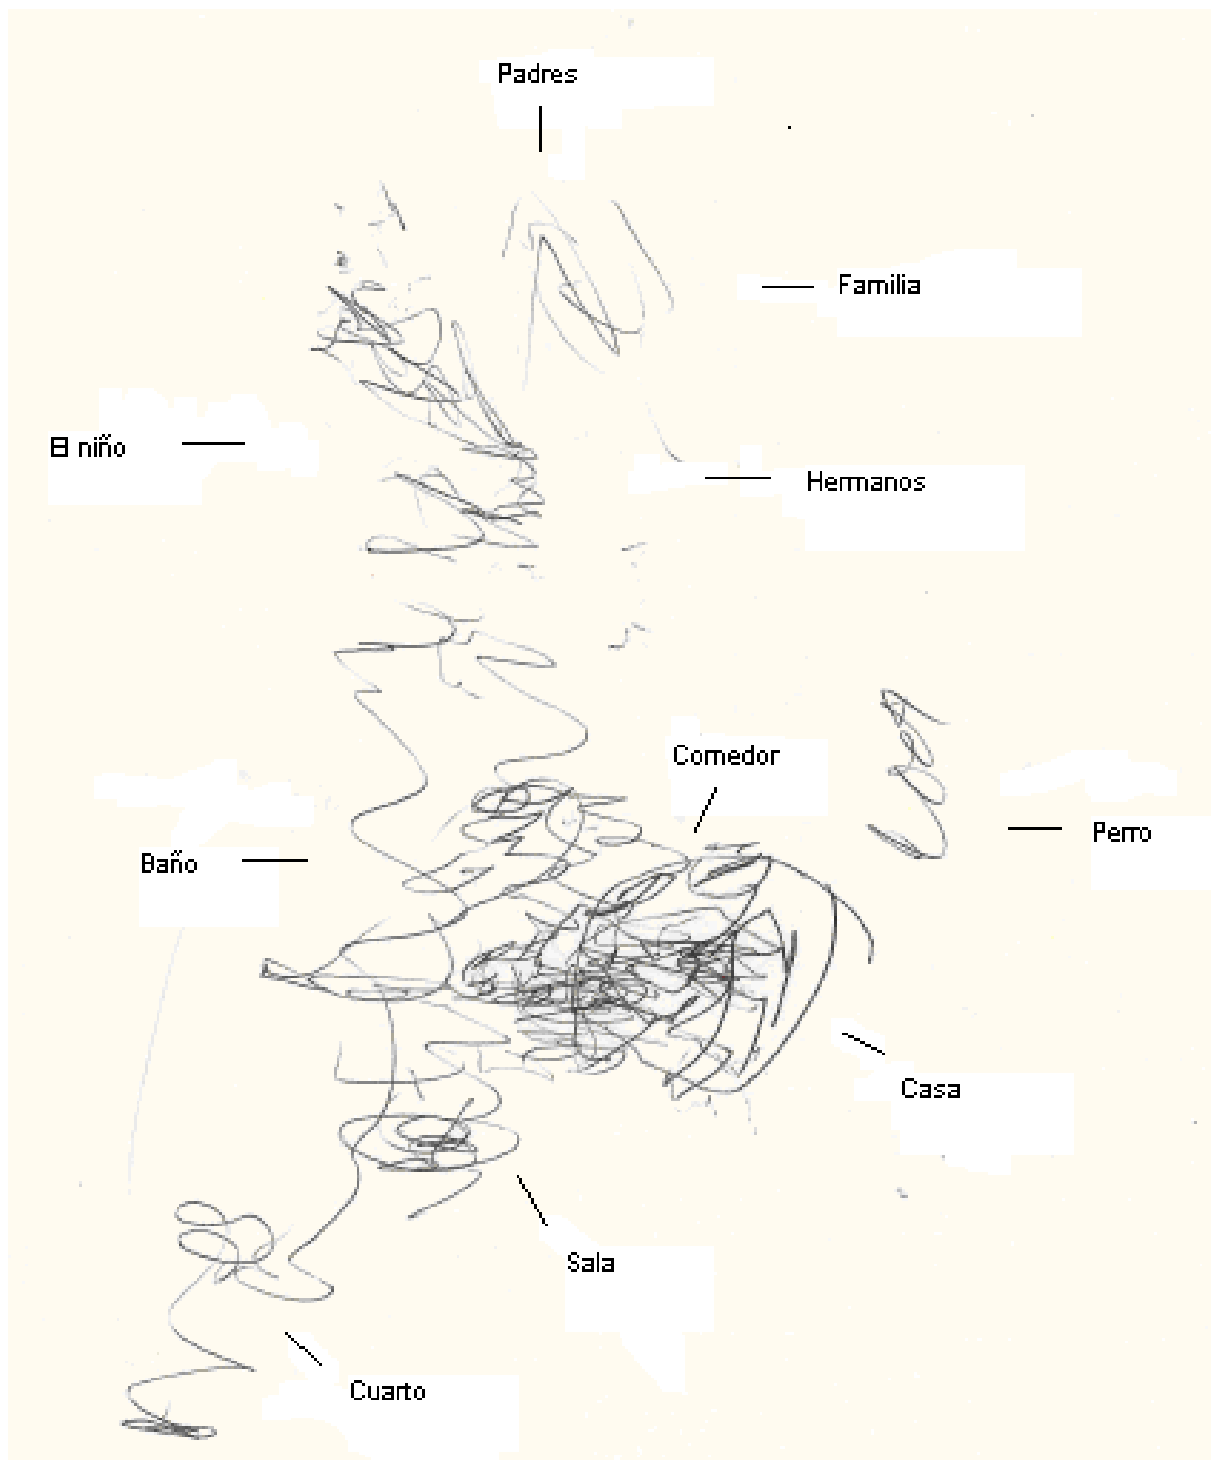 Padres
Familia
El niño
Hermanos
Comedor
Perro
Baño
Casa
Sala
Cuarto